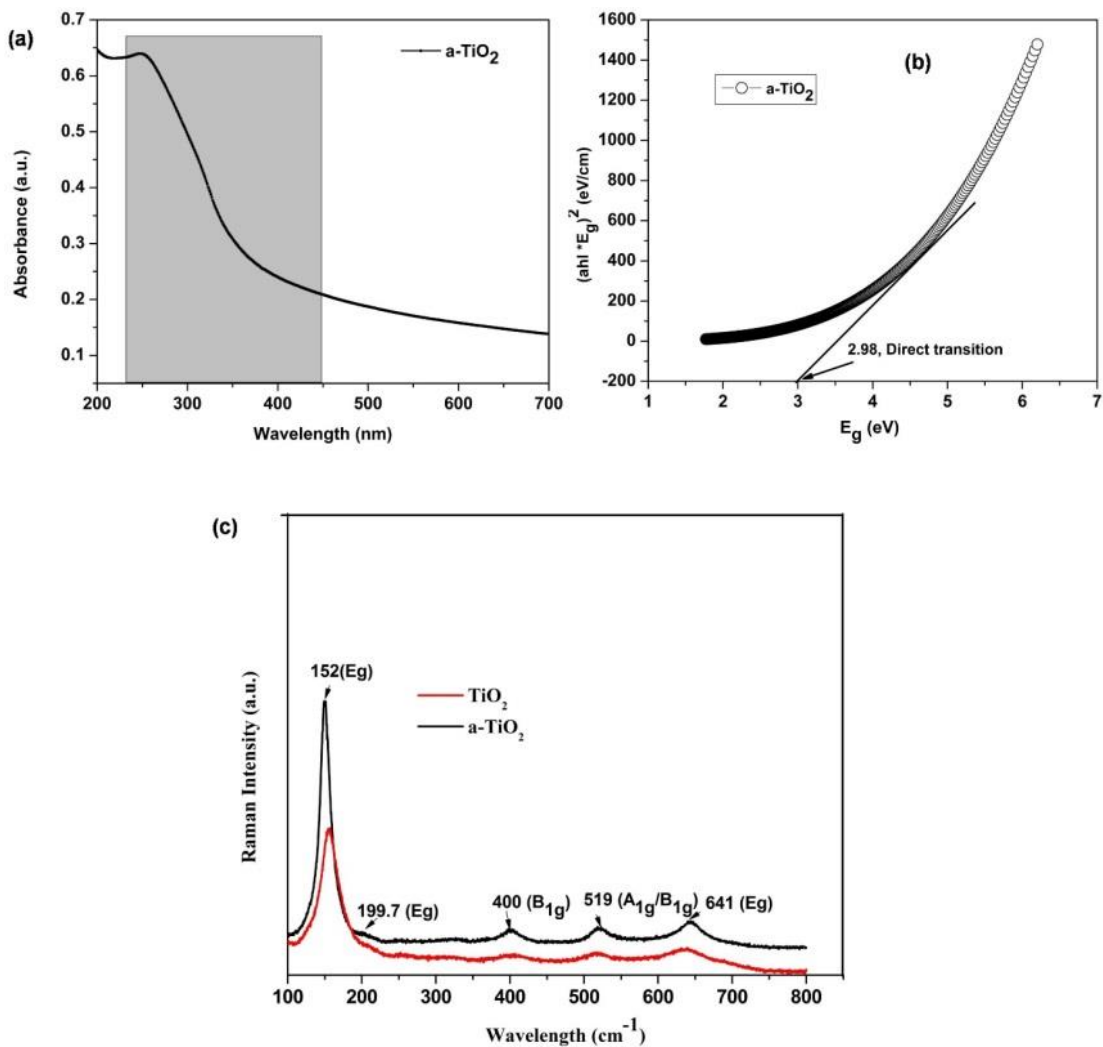 (a)
a-TiO₂
0.7
0.6
0.5
0.4
0.3
0.2
0.1
Absorbance (a.u.)
200 300 400 500 600 700
Wavelength (nm)
(b)
a-TiO₂
1600
1400
1200
1000
800
600
400
200
0
-200
(ahl *E_g)² (eV/cm)
2.98, Direct transition
1 2 3 4 5 6 7
E_g (eV)
(c)
152(Eg)
TiO₂
a-TiO₂
199.7 (Eg)
400 (B₁g)
519 (A₁g/B₁g)
641 (Eg)
Raman Intensity (a.u.)
100 200 300 400 500 600 700 800
Wavelength (cm⁻¹)